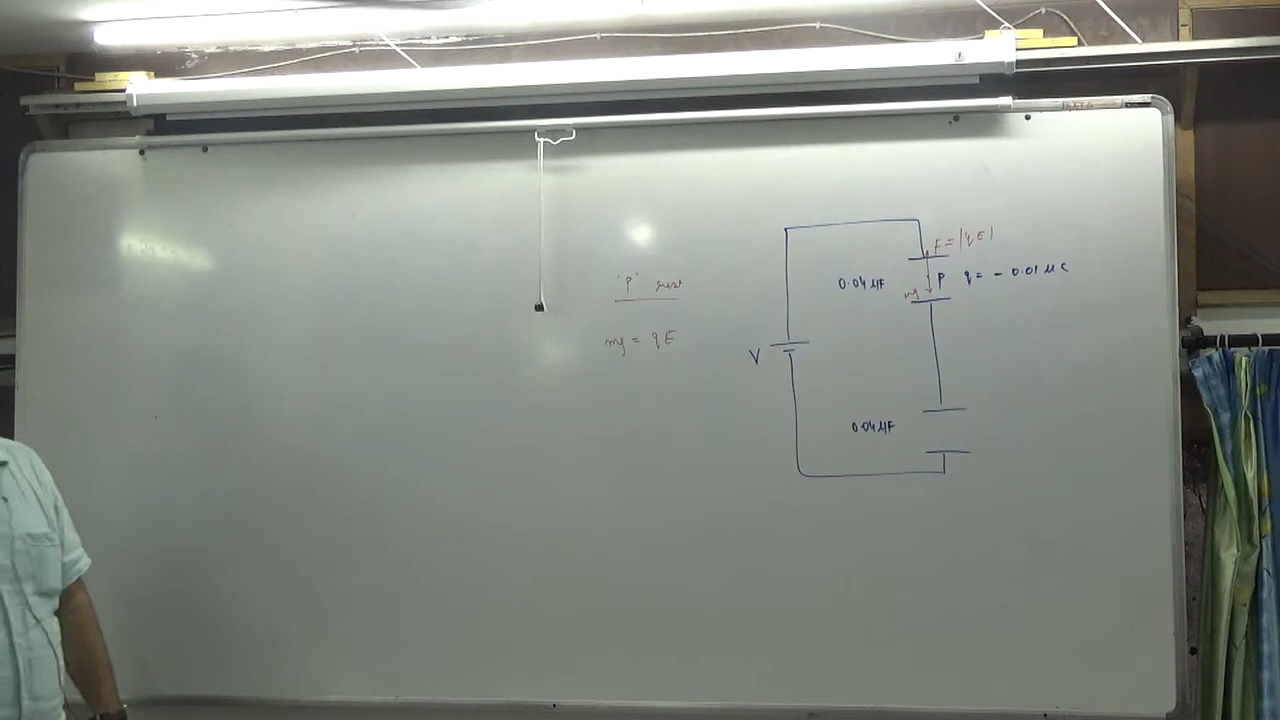 'P' rest
mg = qE
F = |qE|
0.04 μF
P q = - 0.01 μC
mg
V
0.04 μF